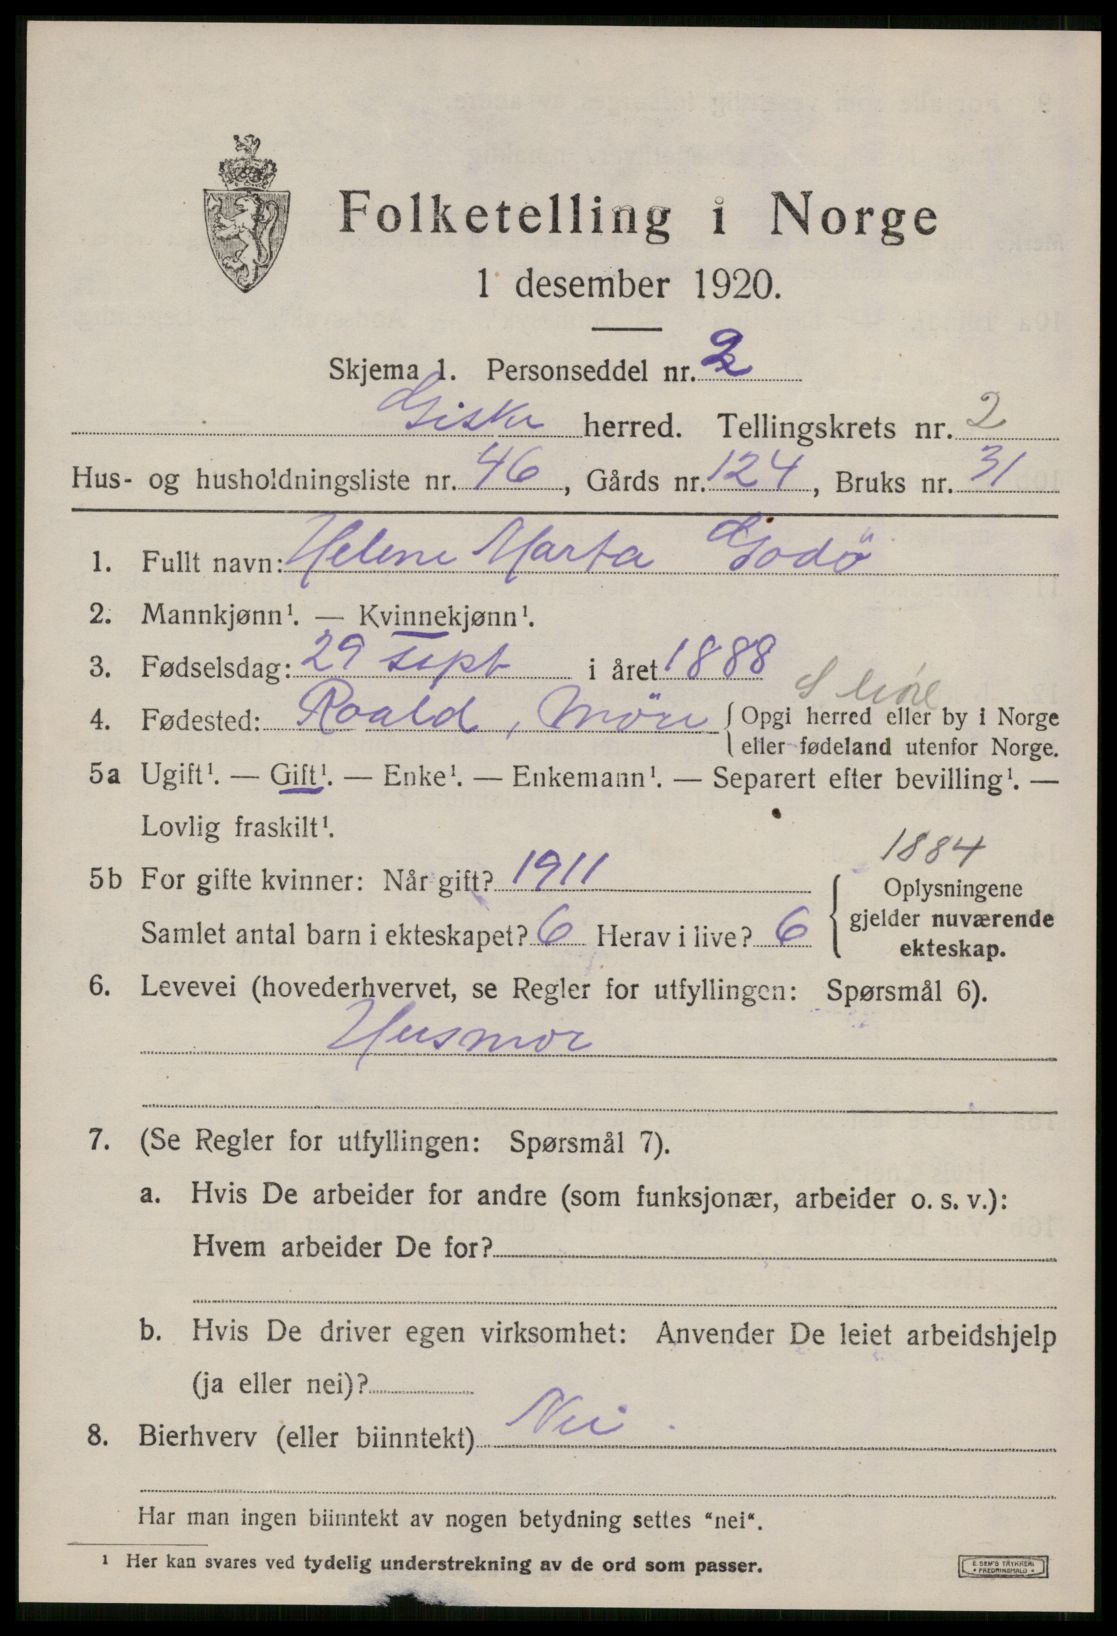 Folketelling i Norge
1 desember 1920.
Skjema 1. Personseddel nr. 2
Giske herred. Tellingskrets nr. 2
Hus- og husholdningsliste nr. 46, Gårds nr. 124, Bruks nr. 31
1. Fullt navn: Helene Marta Godö
2. Mannkjønn¹. — Kvinnekjønn¹.
3. Fødselsdag: 29 sept i året 1888
4. Fødested: Roald, Möre { Opgi herred eller by i Norge
eller fødeland utenfor Norge.
5a Ugift¹. — Gift¹. — Enke¹. — Enkemann¹. — Separert efter bevilling¹. —
Lovlig fraskilt¹.
1884
5b For gifte kvinner: Når gift? 1911
Samlet antal barn i ekteskapet? 6 Herav i live? 6
{ Oplysningene
gjelder nuværende
ekteskap.
6. Levevei (hovederhvervet, se Regler for utfyllingen: Spørsmål 6).
Husmor
7. (Se Regler for utfyllingen: Spørsmål 7).
a. Hvis De arbeider for andre (som funksjonær, arbeider o. s. v.):
Hvem arbeider De for?
b. Hvis De driver egen virksomhet: Anvender De leiet arbeidshjelp
(ja eller nei)?
8. Bierhverv (eller biinntekt) Nei
Har man ingen biinntekt av nogen betydning settes "nei".
¹ Her kan svares ved tydelig understrekning av de ord som passer.
E. SEM'S TRYKKERI
FREDRIKSHALD